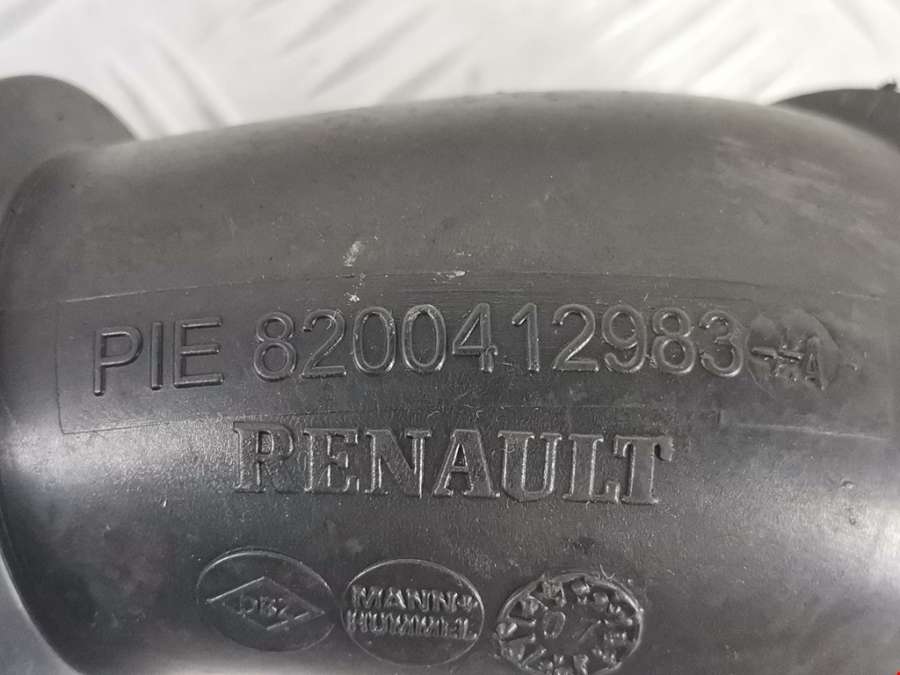 PIE 8200412983--A
RENAULT
MANN+
HUMMEL